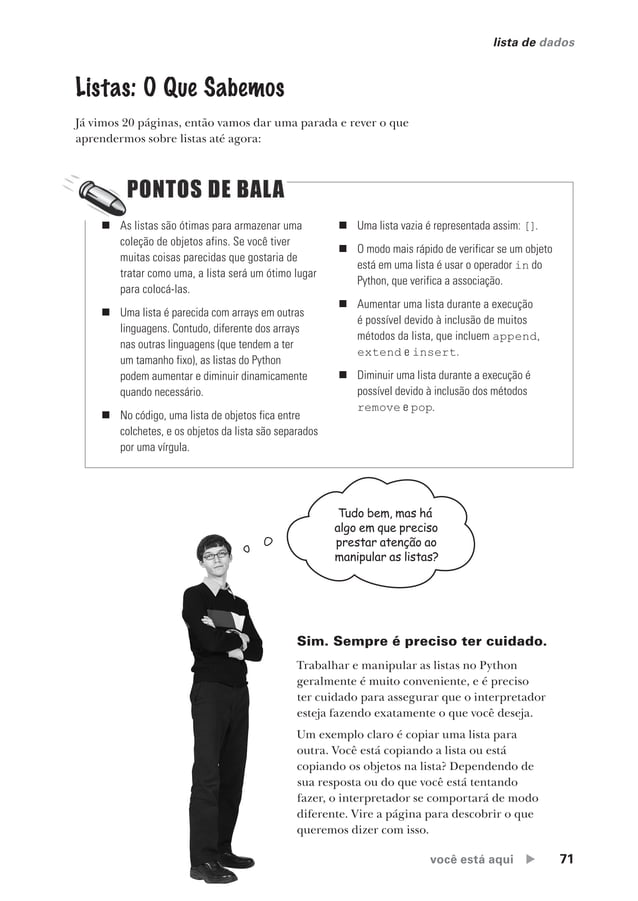 lista de dados
Listas: O Que Sabemos
Já vimos 20 páginas, então vamos dar uma parada e rever o que
aprendermos sobre listas até agora:
PONTOS DE BALA
■ As listas são ótimas para armazenar uma
coleção de objetos afins. Se você tiver
muitas coisas parecidas que gostaria de
tratar como uma, a lista será um ótimo lugar
para colocá-las.
■ Uma lista é parecida com arrays em outras
linguagens. Contudo, diferente dos arrays
nas outras linguagens (que tendem a ter
um tamanho fixo), as listas do Python
podem aumentar e diminuir dinamicamente
quando necessário.
■ No código, uma lista de objetos fica entre
colchetes, e os objetos da lista são separados
por uma vírgula.
■ Uma lista vazia é representada assim: [].
■ O modo mais rápido de verificar se um objeto
está em uma lista é usar o operador in do
Python, que verifica a associação.
■ Aumentar uma lista durante a execução
é possível devido à inclusão de muitos
métodos da lista, que incluem append,
extend e insert.
■ Diminuir uma lista durante a execução é
possível devido à inclusão dos métodos
remove e pop.
Tudo bem, mas há
algo em que preciso
prestar atenção ao
manipular as listas?
Sim. Sempre é preciso ter cuidado.
Trabalhar e manipular as listas no Python
geralmente é muito conveniente, e é preciso
ter cuidado para assegurar que o interpretador
esteja fazendo exatamente o que você deseja.
Um exemplo claro é copiar uma lista para
outra. Você está copiando a lista ou está
copiando os objetos na lista? Dependendo de
sua resposta ou do que você está tentando
fazer, o interpretador se comportará de modo
diferente. Vire a página para descobrir o que
queremos dizer com isso.
você está aqui ▶ 71